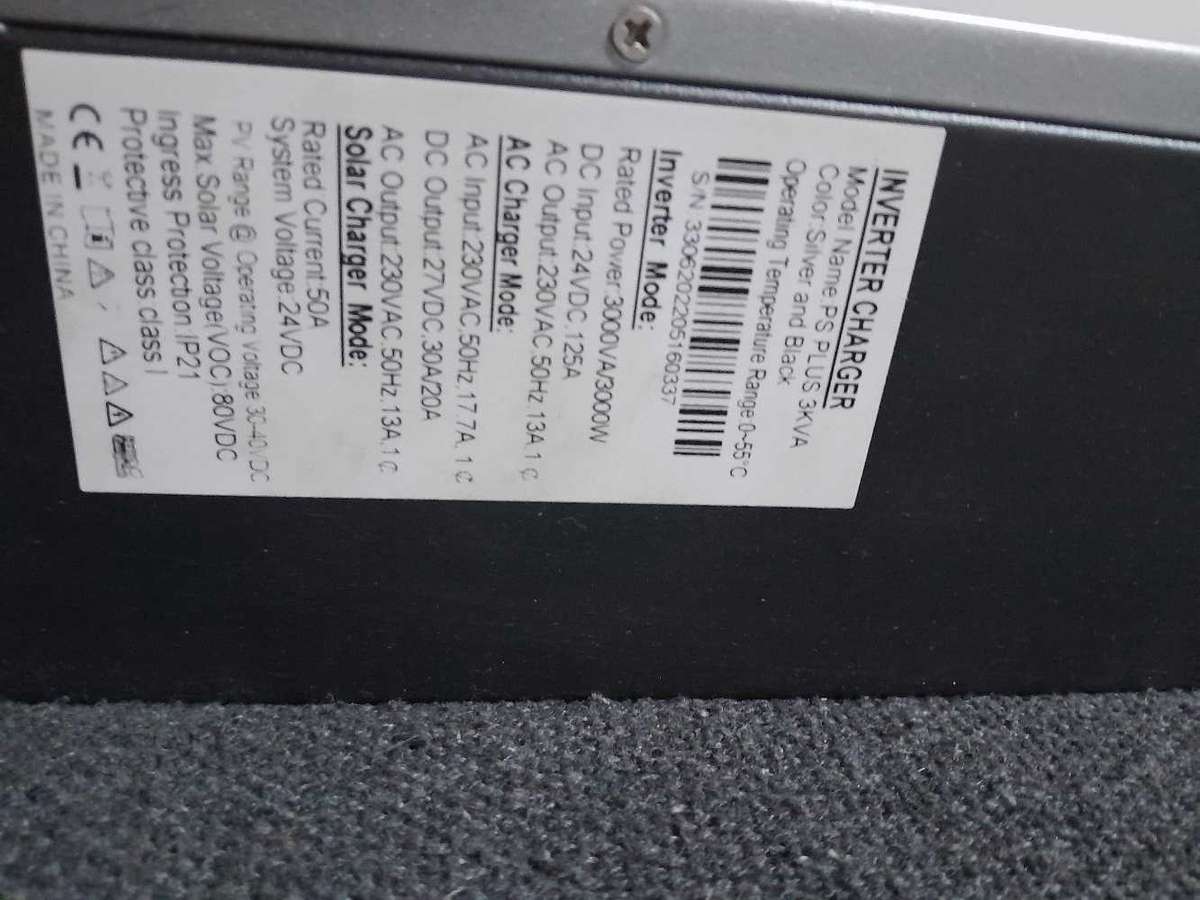 INVERTER CHARGER
Model Name:PS PLUS 3KVA
Color:Silver and Black
Operating Temperature Range 0~55°C
S/N 33062022205160337
Inverter Mode:
Rated Power:3000VA/3000W
DC Input:24VDC.125A
AC Output:230VAC.50Hz.13A.1
AC Charger Mode:
AC Input:230VAC.50Hz.17.7A.1
DC Output:27VDC.30A/20A
AC Output:230VAC.50Hz.13A.1
Solar Charger Mode:
Rated Current:50A
System Voltage:24VDC
PV Range @ Operating Voltage 30-40VDC
Max Solar Voltager(VOC):80VDC
Ingress Protection.IP21
Protective class:class I
CE
MADE IN CHINA